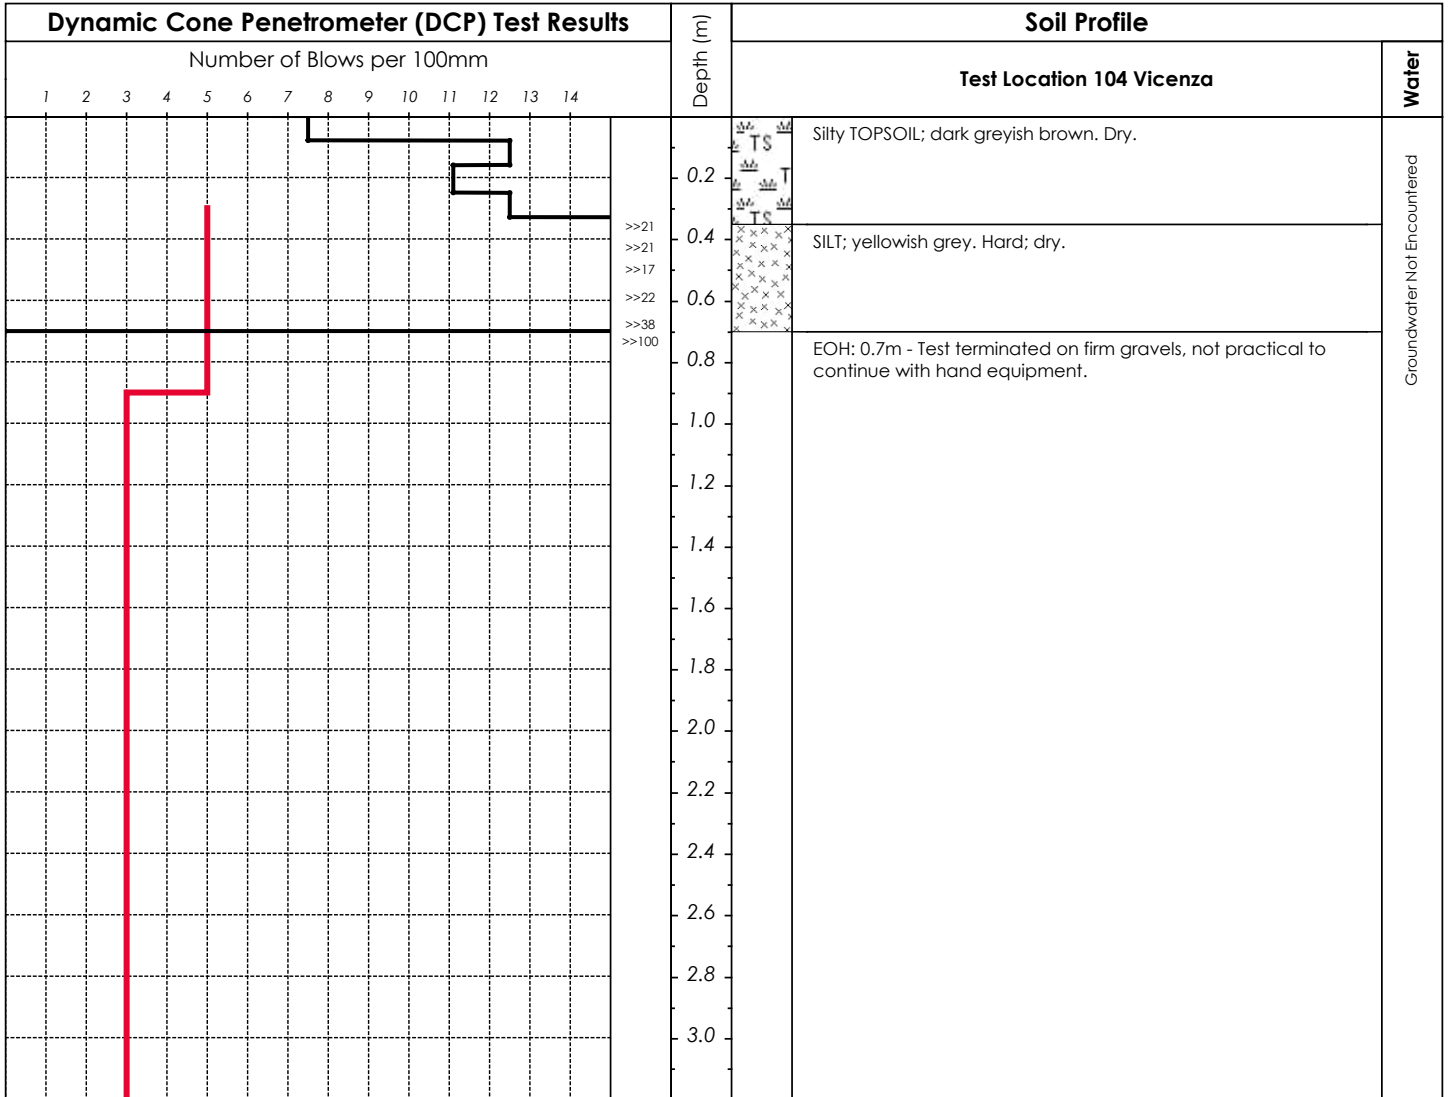 Dynamic Cone Penetrometer (DCP) Test Results
Number of Blows per 100mm
1 2 3 4 5 6 7 8 9 10 11 12 13 14
Depth (m)
Soil Profile
Test Location 104 Vicenza
Water
>>21
>>21
>>17
>>22
>>38
>>100
0.2
0.4
0.6
0.8
1.0
1.2
1.4
1.6
1.8
2.0
2.2
2.4
2.6
2.8
3.0
TS
T
TS
Silty TOPSOIL; dark greyish brown. Dry.
SILT; yellowish grey. Hard; dry.
EOH: 0.7m - Test terminated on firm gravels, not practical to
continue with hand equipment.
Groundwater Not Encountered